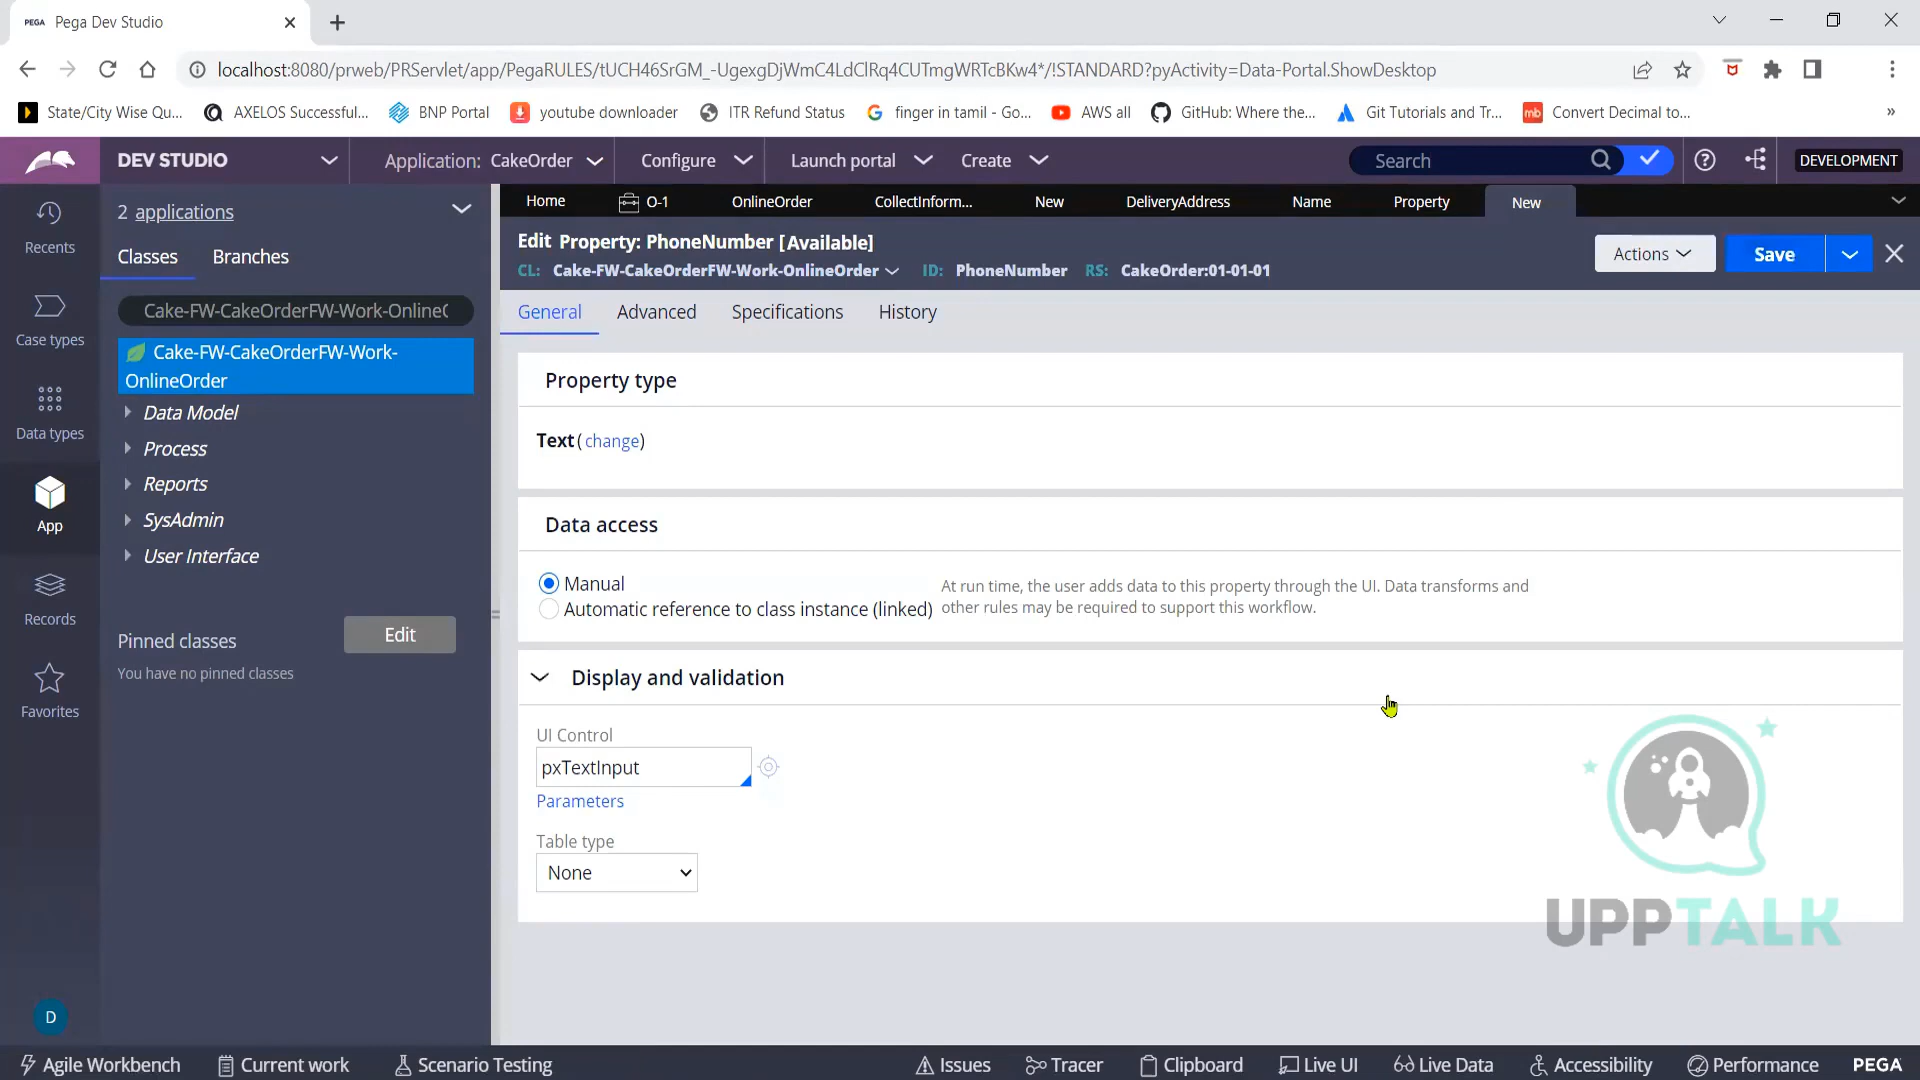 PEGA Pega Dev Studio
localhost:8080/prweb/PRServlet/app/PegaRULES/tUCH46SrGM_-UgexgDjWmC4LdClRq4CUTmgWRTcBKw4*/!STANDARD?pyActivity=Data-Portal.ShowDesktop
State/City Wise Qu... AXELOS Successful... BNP Portal youtube downloader ITR Refund Status finger in tamil - Go... AWS all GitHub: Where the... Git Tutorials and Tr... mb Convert Decimal to... »
DEV STUDIO Application: CakeOrder Configure Launch portal Create Search DEVELOPMENT
Recents
Case types
Data types
App
Records
Favorites
D
2 applications
Classes Branches
Cake-FW-CakeOrderFW-Work-Online(
Cake-FW-CakeOrderFW-Work-
OnlineOrder
Data Model
Process
Reports
SysAdmin
User Interface
Pinned classes Edit
You have no pinned classes
Home O-1 OnlineOrder CollectInform... New DeliveryAddress Name Property New
Edit Property: PhoneNumber [Available]
CL: Cake-FW-CakeOrderFW-Work-OnlineOrder ID: PhoneNumber RS: CakeOrder:01-01-01
Actions Save
General Advanced Specifications History
Property type
Text (change)
Data access
Manual
Automatic reference to class instance (linked)
At run time, the user adds data to this property through the UI. Data transforms and
other rules may be required to support this workflow.
Display and validation
UI Control
pxTextInput
Parameters
Table type
None
UPPTALK
Agile Workbench Current work Scenario Testing Issues Tracer Clipboard Live UI Live Data Accessibility Performance PEGA